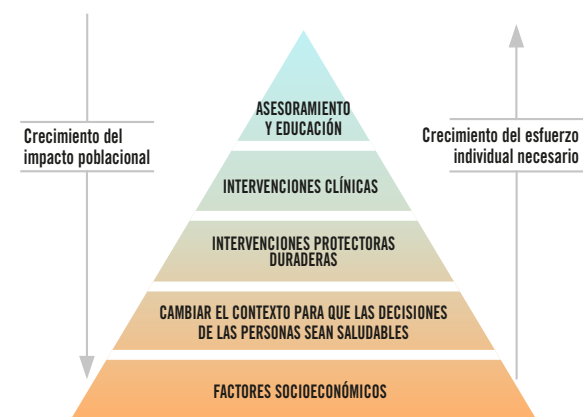 ASESORAMIENTO
Y EDUCACIÓN
Crecimiento del
impacto poblacional
Crecimiento del esfuerzo
individual necesario
INTERVENCIONES CLÍNICAS
INTERVENCIONES PROTECTORAS
DURADERAS
CAMBIAR EL CONTEXTO PARA QUE LAS DECISIONES
DE LAS PERSONAS SEAN SALUDABLES
FACTORES SOCIOECONÓMICOS